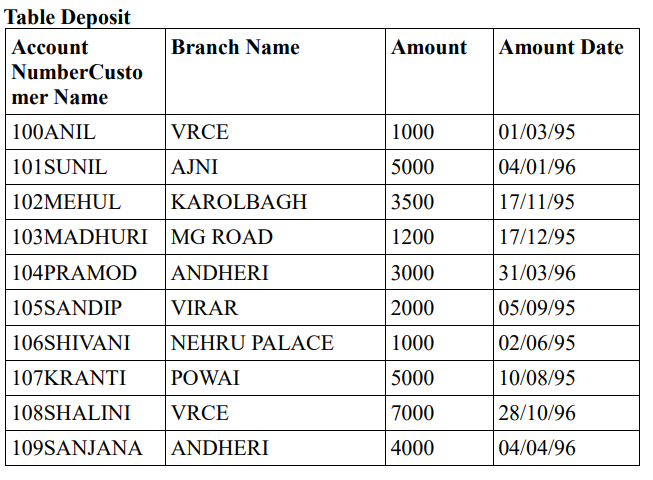 Table Deposit
Account NumberCusto mer Name Branch Name Amount Amount Date
100ANIL VRCE 1000 01/03/95
101SUNIL AJNI 5000 04/01/96
102MEHUL KAROLBAGH 3500 17/11/95
103MADHURI MG ROAD 1200 17/12/95
104PRAMOD ANDHERI 3000 31/03/96
105SANDIP VIRAR 2000 05/09/95
106SHIVANI NEHRU PALACE 1000 02/06/95
107KRANTI POWAI 5000 10/08/95
108SHALINI VRCE 7000 28/10/96
109SANJANA ANDHERI 4000 04/04/96